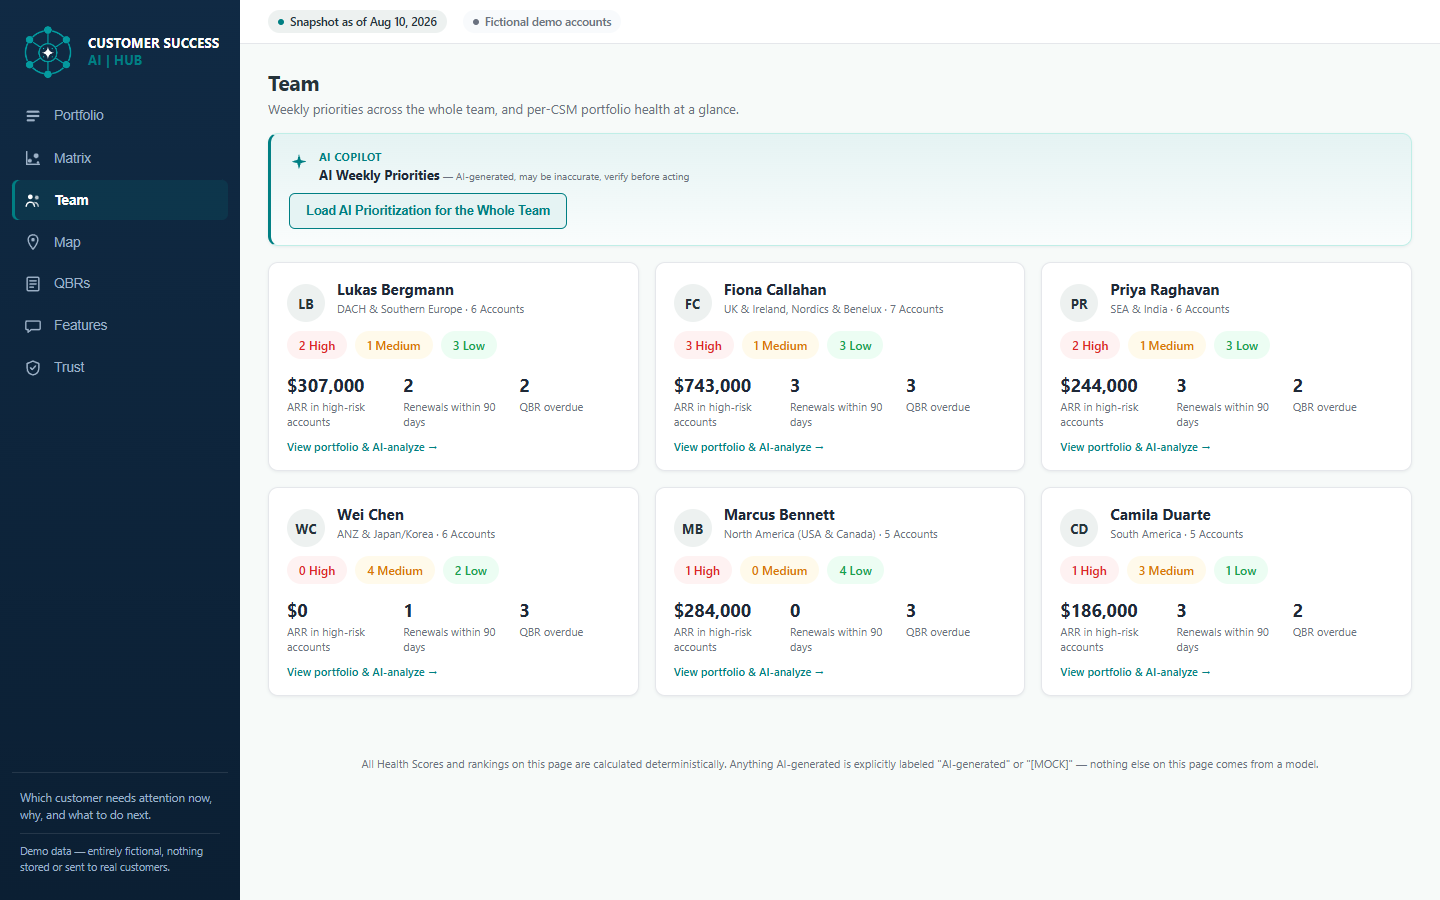 CUSTOMER SUCCESS
AI | HUB
Portfolio
Matrix
Team
Map
QBRs
Features
Trust
Which customer needs attention now,
why, and what to do next.
Demo data — entirely fictional, nothing
stored or sent to real customers.
Snapshot as of Aug 10, 2026
Fictional demo accounts
Team
Weekly priorities across the whole team, and per-CSM portfolio health at a glance.
AI COPILOT
AI Weekly Priorities — AI-generated, may be inaccurate, verify before acting
Load AI Prioritization for the Whole Team
LB
Lukas Bergmann
DACH & Southern Europe · 6 Accounts
2 High
1 Medium
3 Low
$307,000
ARR in high-risk
accounts
2
Renewals within 90
days
2
QBR overdue
View portfolio & AI-analyze →
FC
Fiona Callahan
UK & Ireland, Nordics & Benelux · 7 Accounts
3 High
1 Medium
3 Low
$743,000
ARR in high-risk
accounts
3
Renewals within 90
days
3
QBR overdue
View portfolio & AI-analyze →
PR
Priya Raghavan
SEA & India · 6 Accounts
2 High
1 Medium
3 Low
$244,000
ARR in high-risk
accounts
3
Renewals within 90
days
2
QBR overdue
View portfolio & AI-analyze →
WC
Wei Chen
ANZ & Japan/Korea · 6 Accounts
0 High
4 Medium
2 Low
$0
ARR in high-risk
accounts
1
Renewals within 90
days
3
QBR overdue
View portfolio & AI-analyze →
MB
Marcus Bennett
North America (USA & Canada) · 5 Accounts
1 High
0 Medium
4 Low
$284,000
ARR in high-risk
accounts
0
Renewals within 90
days
3
QBR overdue
View portfolio & AI-analyze →
CD
Camila Duarte
South America · 5 Accounts
1 High
3 Medium
1 Low
$186,000
ARR in high-risk
accounts
3
Renewals within 90
days
2
QBR overdue
View portfolio & AI-analyze →
All Health Scores and rankings on this page are calculated deterministically. Anything AI-generated is explicitly labeled "AI-generated" or "[MOCK]" — nothing else on this page comes from a model.